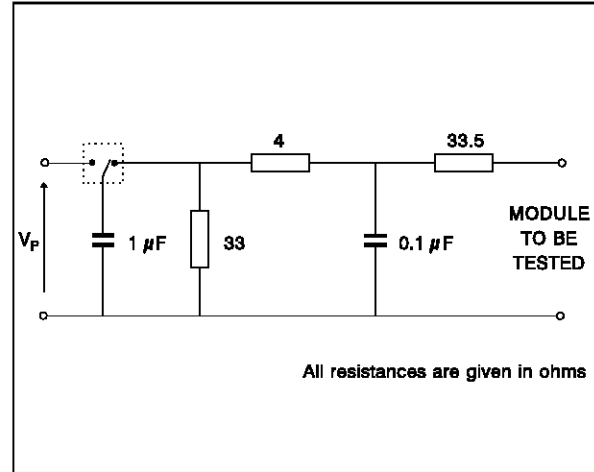 4
33.5
V_P
1 µF
33
0.1 µF
MODULE
TO BE
TESTED
All resistances are given in ohms